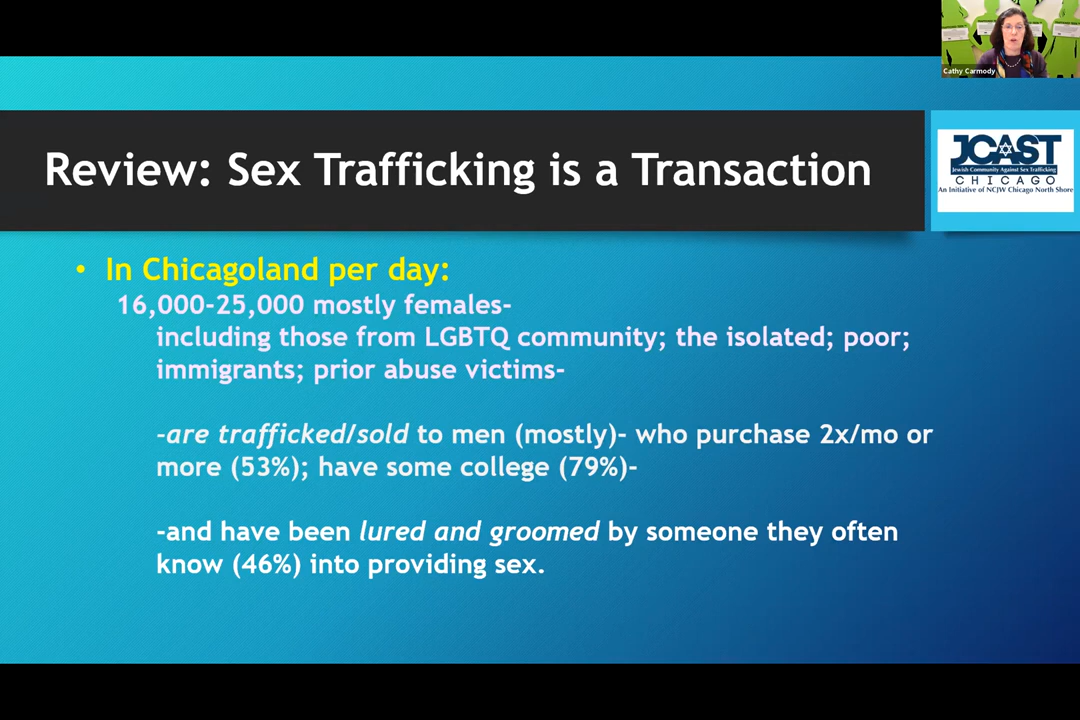 Cathy Carmody
Review: Sex Trafficking is a Transaction
JCAST
Jewish Community Against Sex Trafficking
CHICAGO
An Initiative of NCJW Chicago North Shore
• In Chicagoland per day:
16,000-25,000 mostly females-
including those from LGBTQ community; the isolated; poor;
immigrants; prior abuse victims-
-are trafficked/sold to men (mostly)- who purchase 2x/mo or
more (53%); have some college (79%)-
-and have been lured and groomed by someone they often
know (46%) into providing sex.